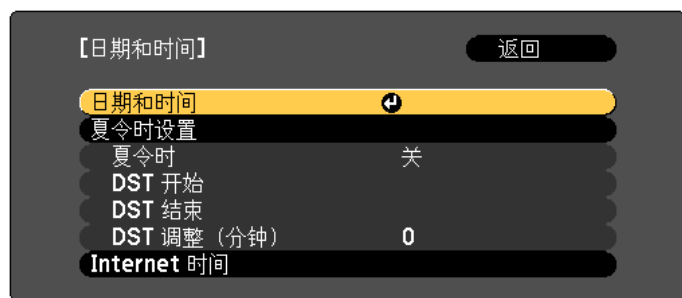 【日期和时间】 返回
日期和时间
夏令时设置
夏令时 关
DST 开始
DST 结束
DST 调整（分钟） 0
Internet 时间